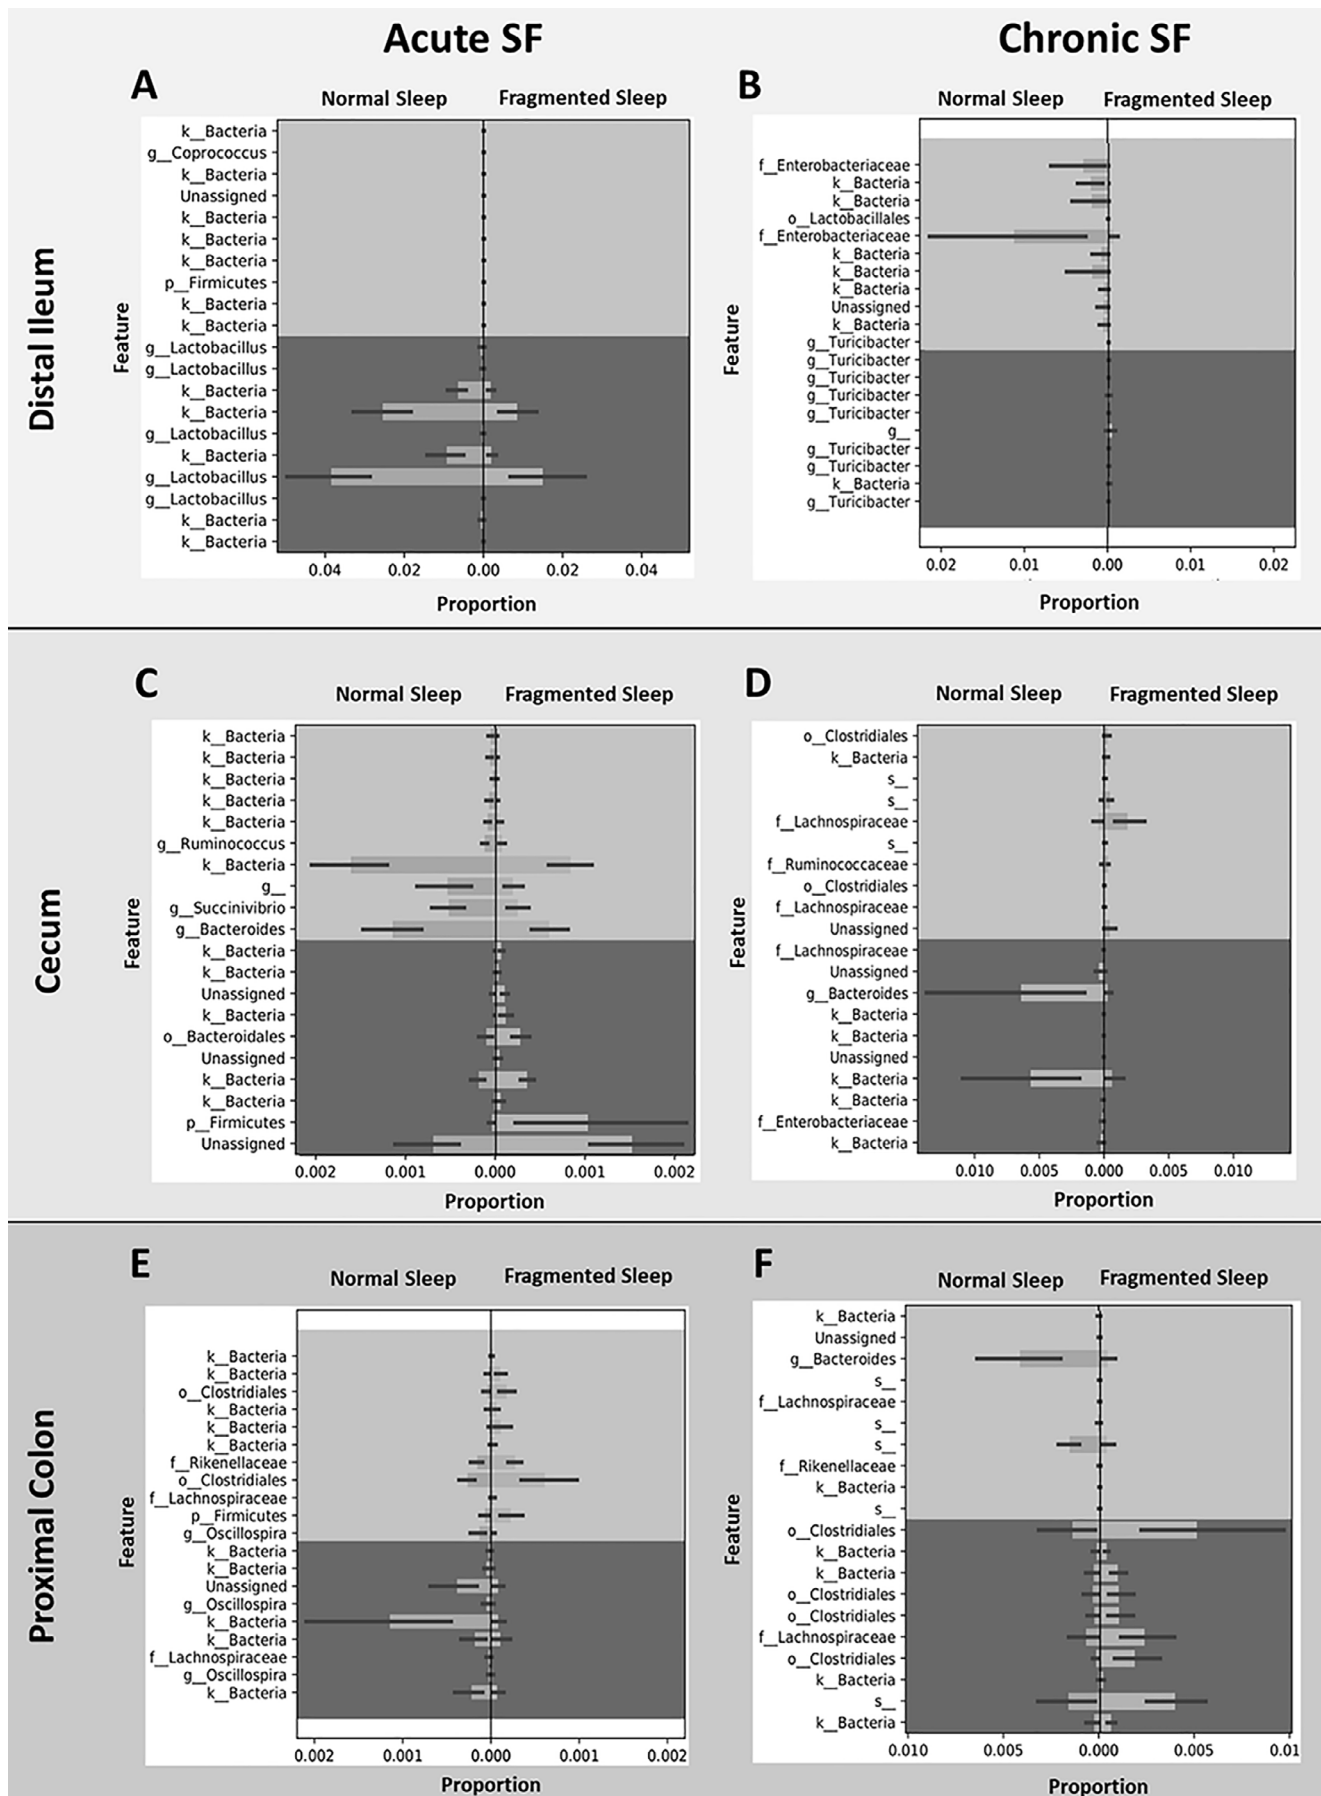 Acute SF
Chronic SF
Distal Ileum
A
Normal Sleep
Fragmented Sleep
Feature
k__Bacteria
g__Coprococcus
k__Bacteria
Unassigned
k__Bacteria
k__Bacteria
k__Bacteria
p__Firmicutes
k__Bacteria
k__Bacteria
g__Lactobacillus
g__Lactobacillus
k__Bacteria
k__Bacteria
g__Lactobacillus
k__Bacteria
g__Lactobacillus
g__Lactobacillus
k__Bacteria
k__Bacteria
0.04 0.02 0.00 0.02 0.04
Proportion
B
Normal Sleep
Fragmented Sleep
Feature
f__Enterobacteriaceae
k__Bacteria
k__Bacteria
o__Lactobacillales
f__Enterobacteriaceae
k__Bacteria
k__Bacteria
k__Bacteria
Unassigned
k__Bacteria
g__Turicibacter
g__Turicibacter
g__Turicibacter
g__Turicibacter
g__Turicibacter
g__
g__Turicibacter
g__Turicibacter
k__Bacteria
g__Turicibacter
0.02 0.01 0.00 0.01 0.02
Proportion
Cecum
C
Normal Sleep
Fragmented Sleep
Feature
k__Bacteria
k__Bacteria
k__Bacteria
k__Bacteria
k__Bacteria
g__Ruminococcus
k__Bacteria
g__
g__Succinivibrio
g__Bacteroides
k__Bacteria
k__Bacteria
Unassigned
k__Bacteria
o__Bacteroidales
Unassigned
k__Bacteria
k__Bacteria
p__Firmicutes
Unassigned
0.002 0.001 0.000 0.001 0.002
Proportion
D
Normal Sleep
Fragmented Sleep
Feature
o__Clostridiales
k__Bacteria
s__
s__
f__Lachnospiraceae
s__
f__Ruminococcaceae
o__Clostridiales
f__Lachnospiraceae
Unassigned
f__Lachnospiraceae
Unassigned
g__Bacteroides
k__Bacteria
k__Bacteria
Unassigned
k__Bacteria
k__Bacteria
f__Enterobacteriaceae
k__Bacteria
0.010 0.005 0.000 0.005 0.010
Proportion
Proximal Colon
E
Normal Sleep
Fragmented Sleep
Feature
k__Bacteria
k__Bacteria
o__Clostridiales
k__Bacteria
k__Bacteria
k__Bacteria
f__Rikenellaceae
o__Clostridiales
f__Lachnospiraceae
p__Firmicutes
g__Oscillospira
k__Bacteria
k__Bacteria
Unassigned
g__Oscillospira
k__Bacteria
k__Bacteria
f__Lachnospiraceae
g__Oscillospira
k__Bacteria
0.002 0.001 0.000 0.001 0.002
Proportion
F
Normal Sleep
Fragmented Sleep
Feature
k__Bacteria
Unassigned
g__Bacteroides
s__
f__Lachnospiraceae
s__
s__
f__Rikenellaceae
k__Bacteria
s__
o__Clostridiales
k__Bacteria
k__Bacteria
o__Clostridiales
o__Clostridiales
f__Lachnospiraceae
o__Clostridiales
k__Bacteria
s__
k__Bacteria
0.010 0.005 0.000 0.005 0.01
Proportion